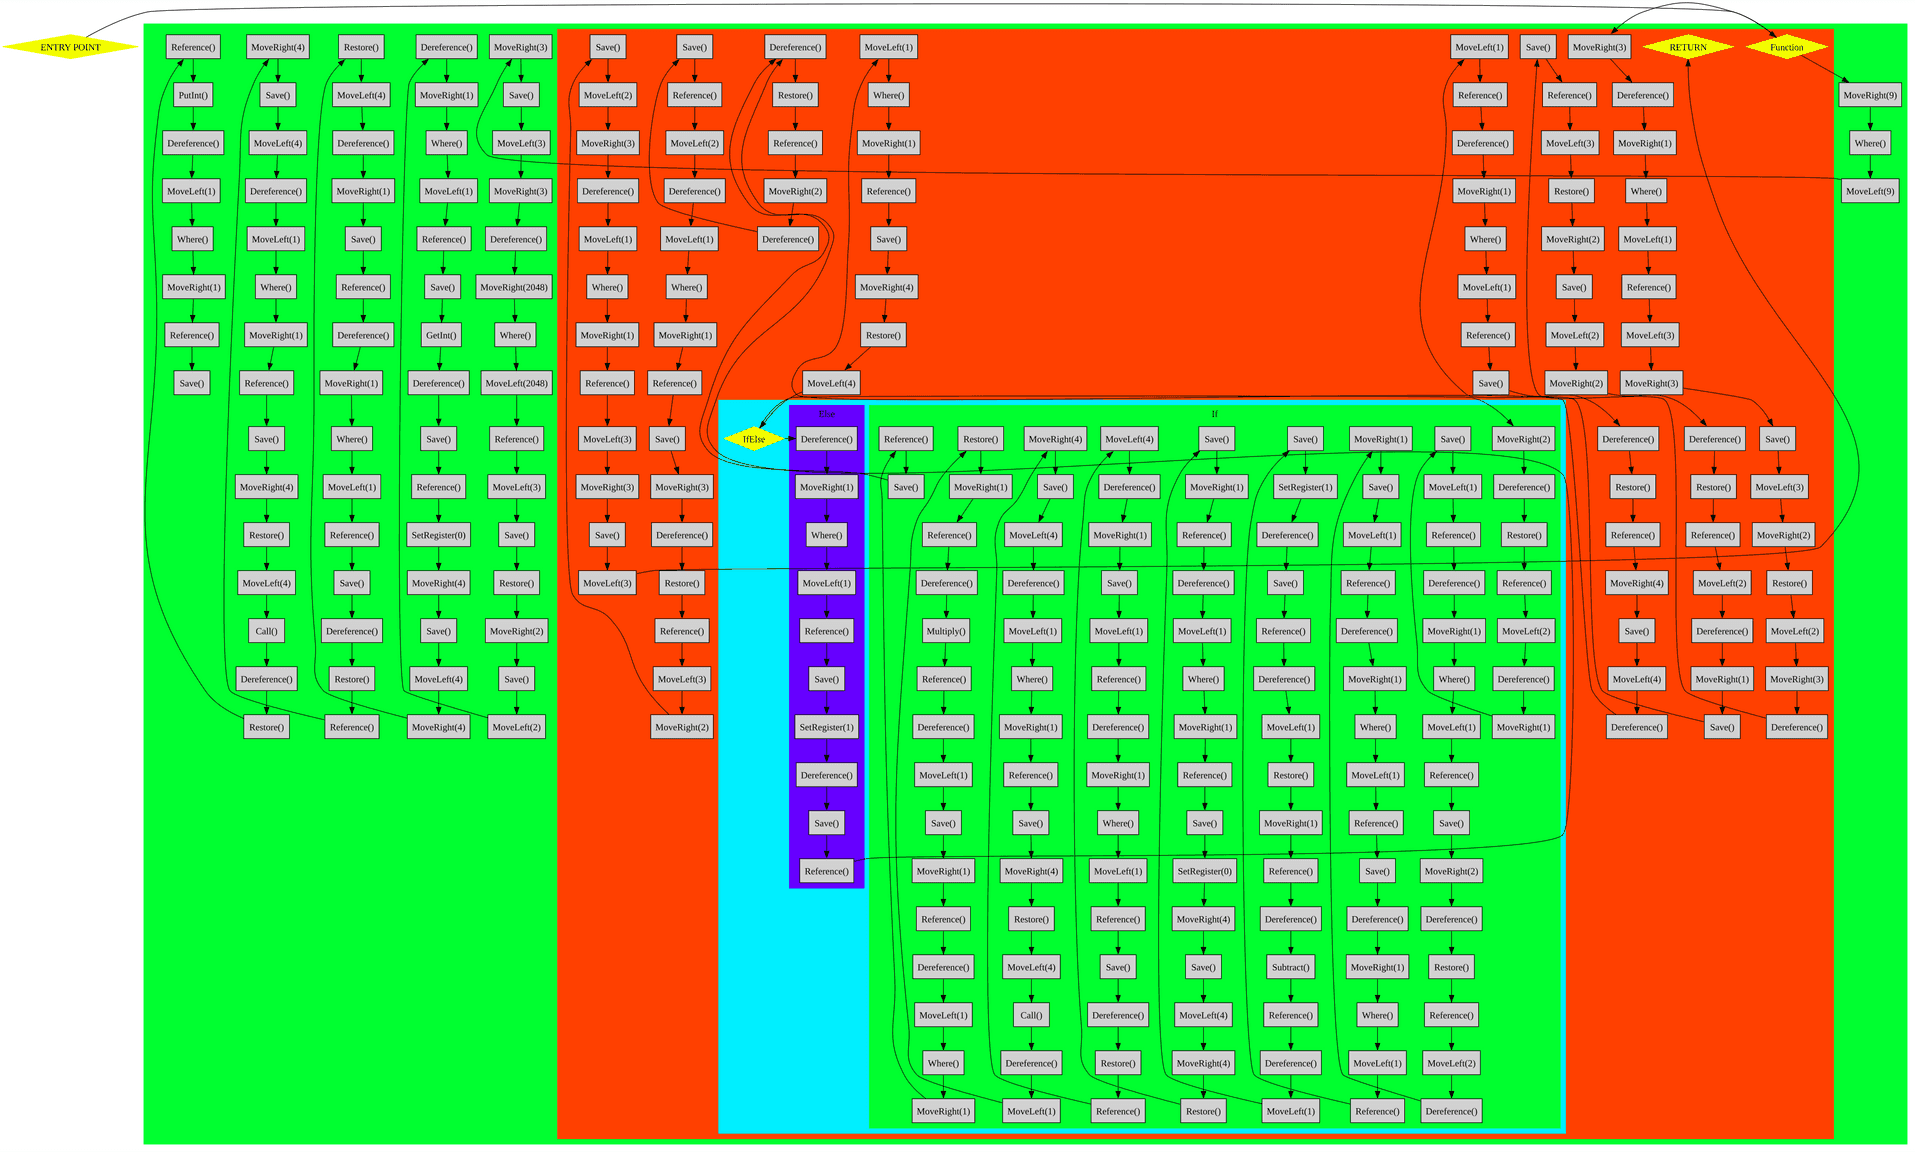 ENTRY POINT
Reference()
PutInt()
Dereference()
MoveLeft(1)
Where()
MoveRight(1)
Reference()
Save()
MoveRight(4)
Save()
MoveLeft(4)
Dereference()
MoveLeft(1)
Where()
MoveRight(1)
Reference()
Save()
MoveRight(4)
Restore()
MoveLeft(4)
Call()
Dereference()
Restore()
Restore()
MoveLeft(4)
Dereference()
MoveRight(1)
Save()
Reference()
Dereference()
MoveRight(1)
Where()
MoveLeft(1)
Reference()
Save()
Dereference()
Restore()
Reference()
Dereference()
MoveRight(1)
Where()
MoveLeft(1)
Reference()
Save()
GetInt()
Dereference()
Save()
Reference()
SetRegister(0)
MoveRight(4)
Save()
MoveLeft(4)
MoveRight(4)
MoveRight(3)
Save()
MoveLeft(3)
MoveRight(3)
Dereference()
MoveRight(2048)
Where()
MoveLeft(2048)
Reference()
MoveLeft(3)
Save()
Restore()
MoveRight(2)
Save()
MoveLeft(2)
Save()
MoveLeft(2)
MoveRight(3)
Dereference()
MoveLeft(1)
Where()
MoveRight(1)
Reference()
MoveLeft(3)
MoveRight(3)
Save()
MoveLeft(3)
Save()
Reference()
MoveLeft(2)
Dereference()
MoveLeft(1)
Where()
MoveRight(1)
Reference()
Save()
MoveRight(3)
Dereference()
Restore()
Reference()
MoveLeft(3)
MoveRight(2)
Dereference()
Restore()
Reference()
MoveRight(2)
Dereference()
MoveLeft(1)
Where()
MoveRight(1)
Reference()
Save()
MoveRight(4)
Restore()
MoveLeft(4)
IfElse
Else
Dereference()
MoveRight(1)
Where()
MoveLeft(1)
Reference()
Save()
SetRegister(1)
Dereference()
Save()
Reference()
If
Reference()
Save()
Restore()
MoveRight(1)
Reference()
Dereference()
Multiply()
Reference()
Dereference()
MoveLeft(1)
Save()
MoveRight(1)
Reference()
Dereference()
MoveLeft(1)
Where()
MoveRight(1)
MoveRight(4)
Save()
MoveLeft(4)
Dereference()
MoveLeft(1)
Where()
MoveRight(1)
Reference()
Save()
MoveRight(4)
Restore()
MoveLeft(4)
Call()
Dereference()
MoveLeft(1)
MoveLeft(4)
Dereference()
MoveRight(1)
Save()
MoveLeft(1)
Reference()
Dereference()
MoveRight(1)
Where()
MoveLeft(1)
Reference()
Save()
Dereference()
Restore()
Reference()
Save()
MoveRight(1)
Reference()
Dereference()
MoveLeft(1)
Where()
MoveRight(1)
Reference()
Save()
SetRegister(0)
MoveRight(4)
Save()
MoveLeft(4)
MoveRight(4)
Restore()
Save()
SetRegister(1)
Dereference()
Save()
Reference()
Dereference()
MoveLeft(1)
Restore()
MoveRight(1)
Reference()
Dereference()
Subtract()
Reference()
Dereference()
MoveLeft(1)
MoveRight(1)
Save()
MoveLeft(1)
Reference()
Dereference()
MoveRight(1)
Where()
MoveLeft(1)
Reference()
Save()
Dereference()
MoveRight(1)
Where()
MoveLeft(1)
Reference()
Save()
MoveLeft(1)
Reference()
Dereference()
MoveRight(1)
Where()
MoveLeft(1)
Reference()
Save()
MoveRight(2)
Dereference()
Restore()
Reference()
MoveLeft(2)
Dereference()
MoveRight(2)
Dereference()
Restore()
Reference()
MoveLeft(2)
Dereference()
MoveRight(1)
MoveLeft(1)
Reference()
Dereference()
MoveRight(1)
Where()
MoveLeft(1)
Reference()
Save()
Save()
Reference()
MoveLeft(3)
Restore()
MoveRight(2)
Save()
MoveLeft(2)
MoveRight(2)
MoveRight(3)
Dereference()
MoveRight(1)
Where()
MoveLeft(1)
Reference()
MoveLeft(3)
MoveRight(3)
Dereference()
Restore()
Reference()
MoveRight(4)
Save()
MoveLeft(4)
Dereference()
RETURN
Dereference()
Restore()
Reference()
MoveLeft(2)
Dereference()
MoveRight(1)
Save()
Function
Save()
MoveLeft(3)
MoveRight(2)
Restore()
MoveLeft(2)
MoveRight(3)
Dereference()
MoveRight(9)
Where()
MoveLeft(9)